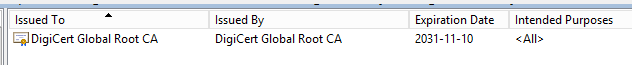 Issued To Issued By Expiration Date Intended Purposes
DigiCert Global Root CA DigiCert Global Root CA 2031-11-10 <All>